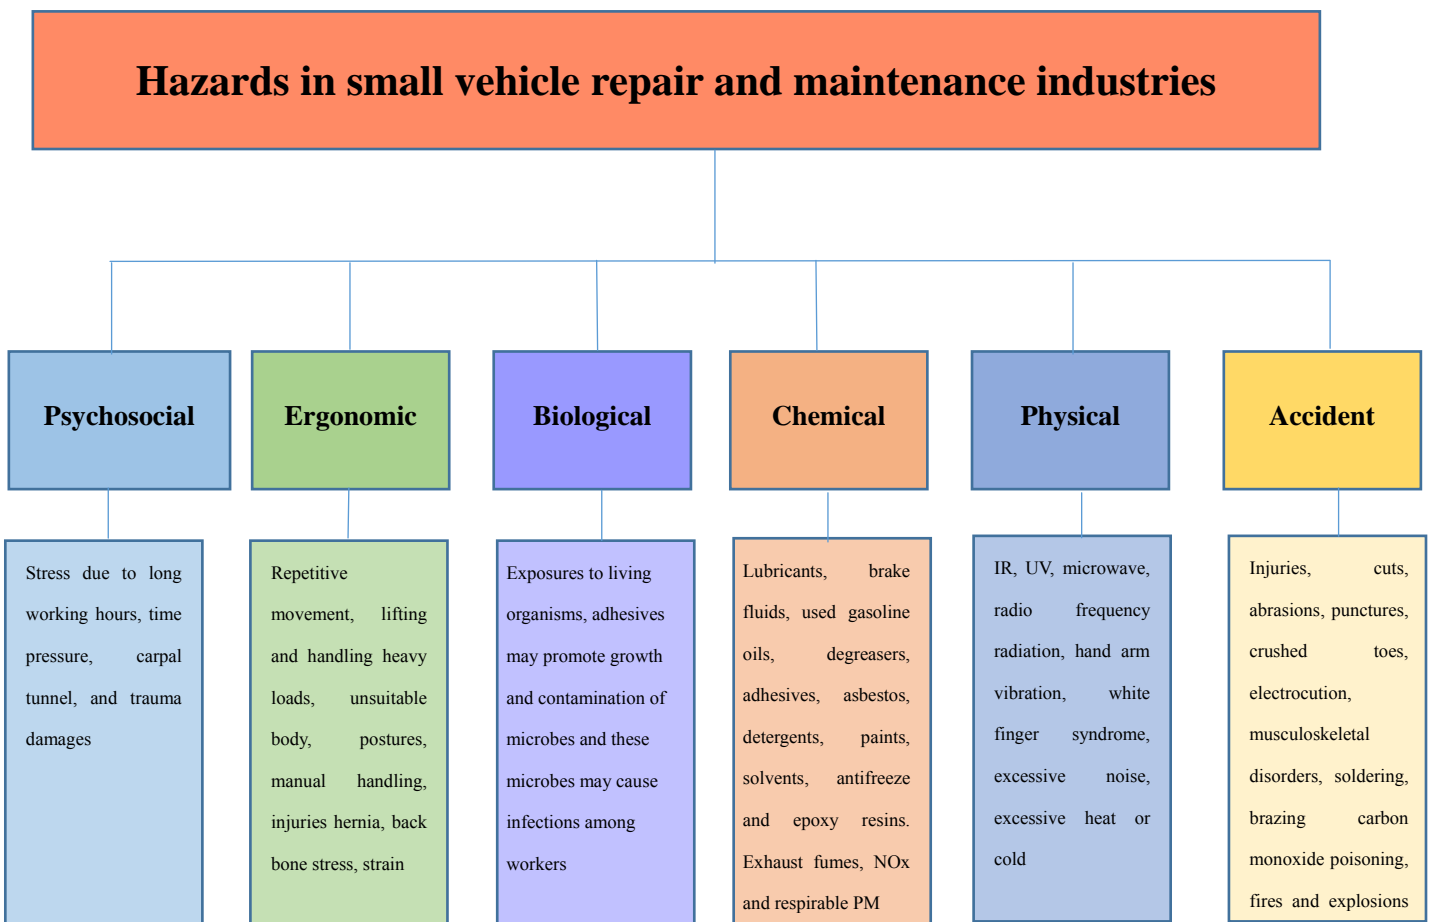 Hazards in small vehicle repair and maintenance industries
Psychosocial
Ergonomic
Biological
Chemical
Physical
Accident
Stress due to long
working hours, time
pressure, carpal
tunnel, and trauma
damages
Repetitive
movement, lifting
and handling heavy
loads, unsuitable
body, postures,
manual handling,
injuries hernia, back
bone stress, strain
Exposures to living
organisms, adhesives
may promote growth
and contamination of
microbes and these
microbes may cause
infections among
workers
Lubricants, brake
fluids, used gasoline
oils, degreasers,
adhesives, asbestos,
detergents, paints,
solvents, antifreeze
and epoxy resins.
Exhaust fumes, NOx
and respirable PM
IR, UV, microwave,
radio frequency
radiation, hand arm
vibration, white
finger syndrome,
excessive noise,
excessive heat or
cold
Injuries, cuts,
abrasions, punctures,
crushed toes,
electrocution,
musculoskeletal
disorders, soldering,
brazing carbon
monoxide poisoning,
fires and explosions